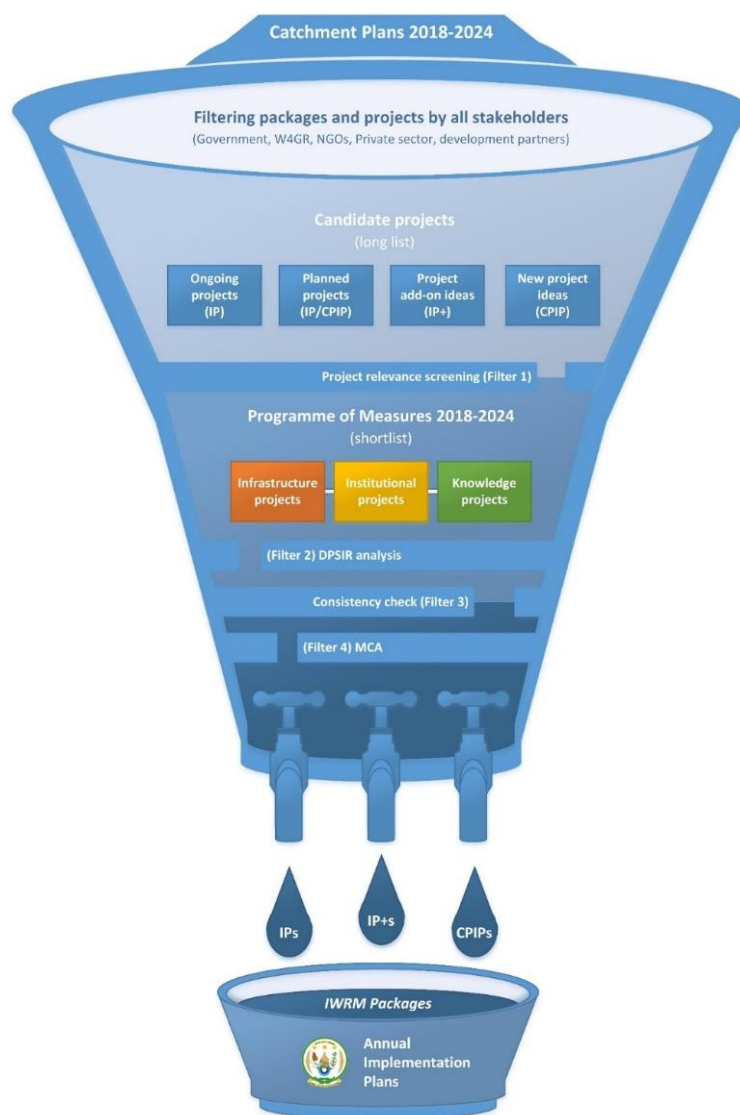 Catchment Plans 2018-2024
Filtering packages and projects by all stakeholders
(Government, W4GR, NGOs, Private sector, development partners)
Candidate projects
(long list)
Ongoing
projects
(IP)
Planned
projects
(IP/CPIP)
Project
add-on ideas
(IP+)
New project
ideas
(CPIP)
Project relevance screening (Filter 1)
Programme of Measures 2018-2024
(shortlist)
Infrastructure
projects
Institutional
projects
Knowledge
projects
(Filter 2) DPSIR analysis
Consistency check (Filter 3)
(Filter 4) MCA
IPs
IP+s
CPIPs
IWRM Packages
Annual
Implementation
Plans